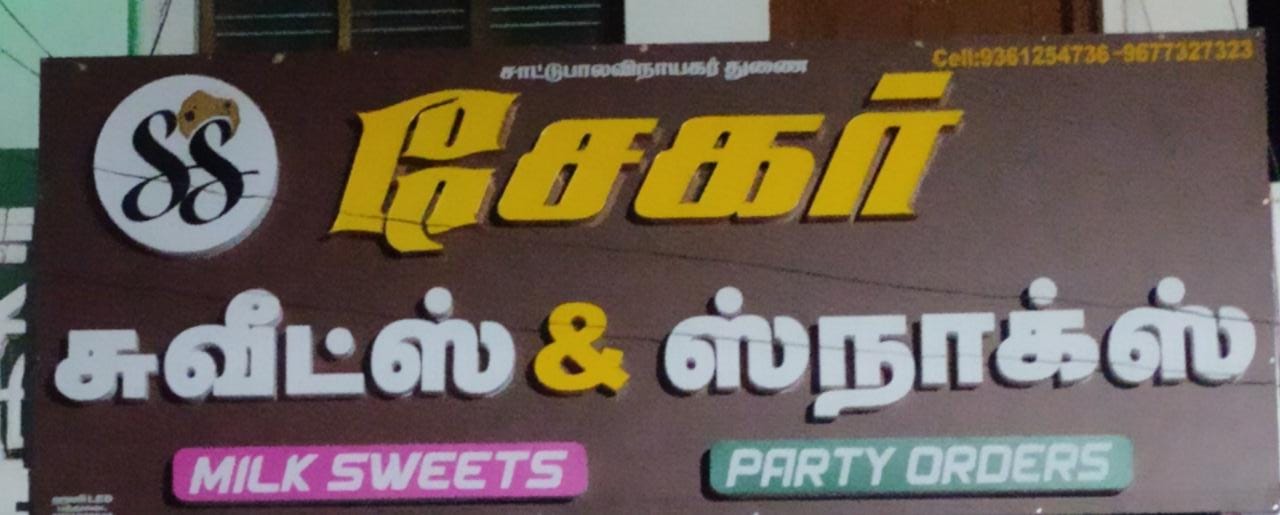 சாட்டுபாலவிநாயகர் துணை
Cell:9361254736 -9677327323
SS
சேகர்
சுவீட்ஸ் & ஸ்நாக்ஸ்
MILK SWEETS
PARTY ORDERS